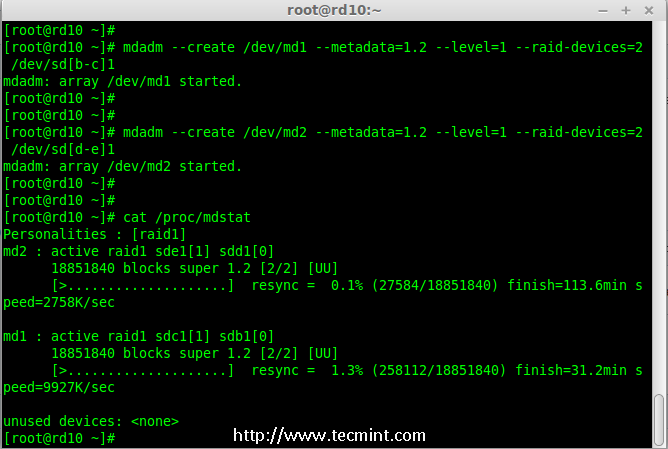 root@rd10:~
[root@rd10 ~]#
[root@rd10 ~]# mdadm --create /dev/md1 --metadata=1.2 --level=1 --raid-devices=2
 /dev/sd[b-c]1
mdadm: array /dev/md1 started.
[root@rd10 ~]#
[root@rd10 ~]#
[root@rd10 ~]# mdadm --create /dev/md2 --metadata=1.2 --level=1 --raid-devices=2
 /dev/sd[d-e]1
mdadm: array /dev/md2 started.
[root@rd10 ~]#
[root@rd10 ~]#
[root@rd10 ~]# cat /proc/mdstat
Personalities : [raid1]
md2 : active raid1 sde1[1] sdd1[0]
      18851840 blocks super 1.2 [2/2] [UU]
      [>....................]  resync =  0.1% (27584/18851840) finish=113.6min s
peed=2758K/sec

md1 : active raid1 sdc1[1] sdb1[0]
      18851840 blocks super 1.2 [2/2] [UU]
      [>....................]  resync =  1.3% (258112/18851840) finish=31.2min s
peed=9927K/sec

unused devices: <none>
[root@rd10 ~]#
http://www.tecmint.com